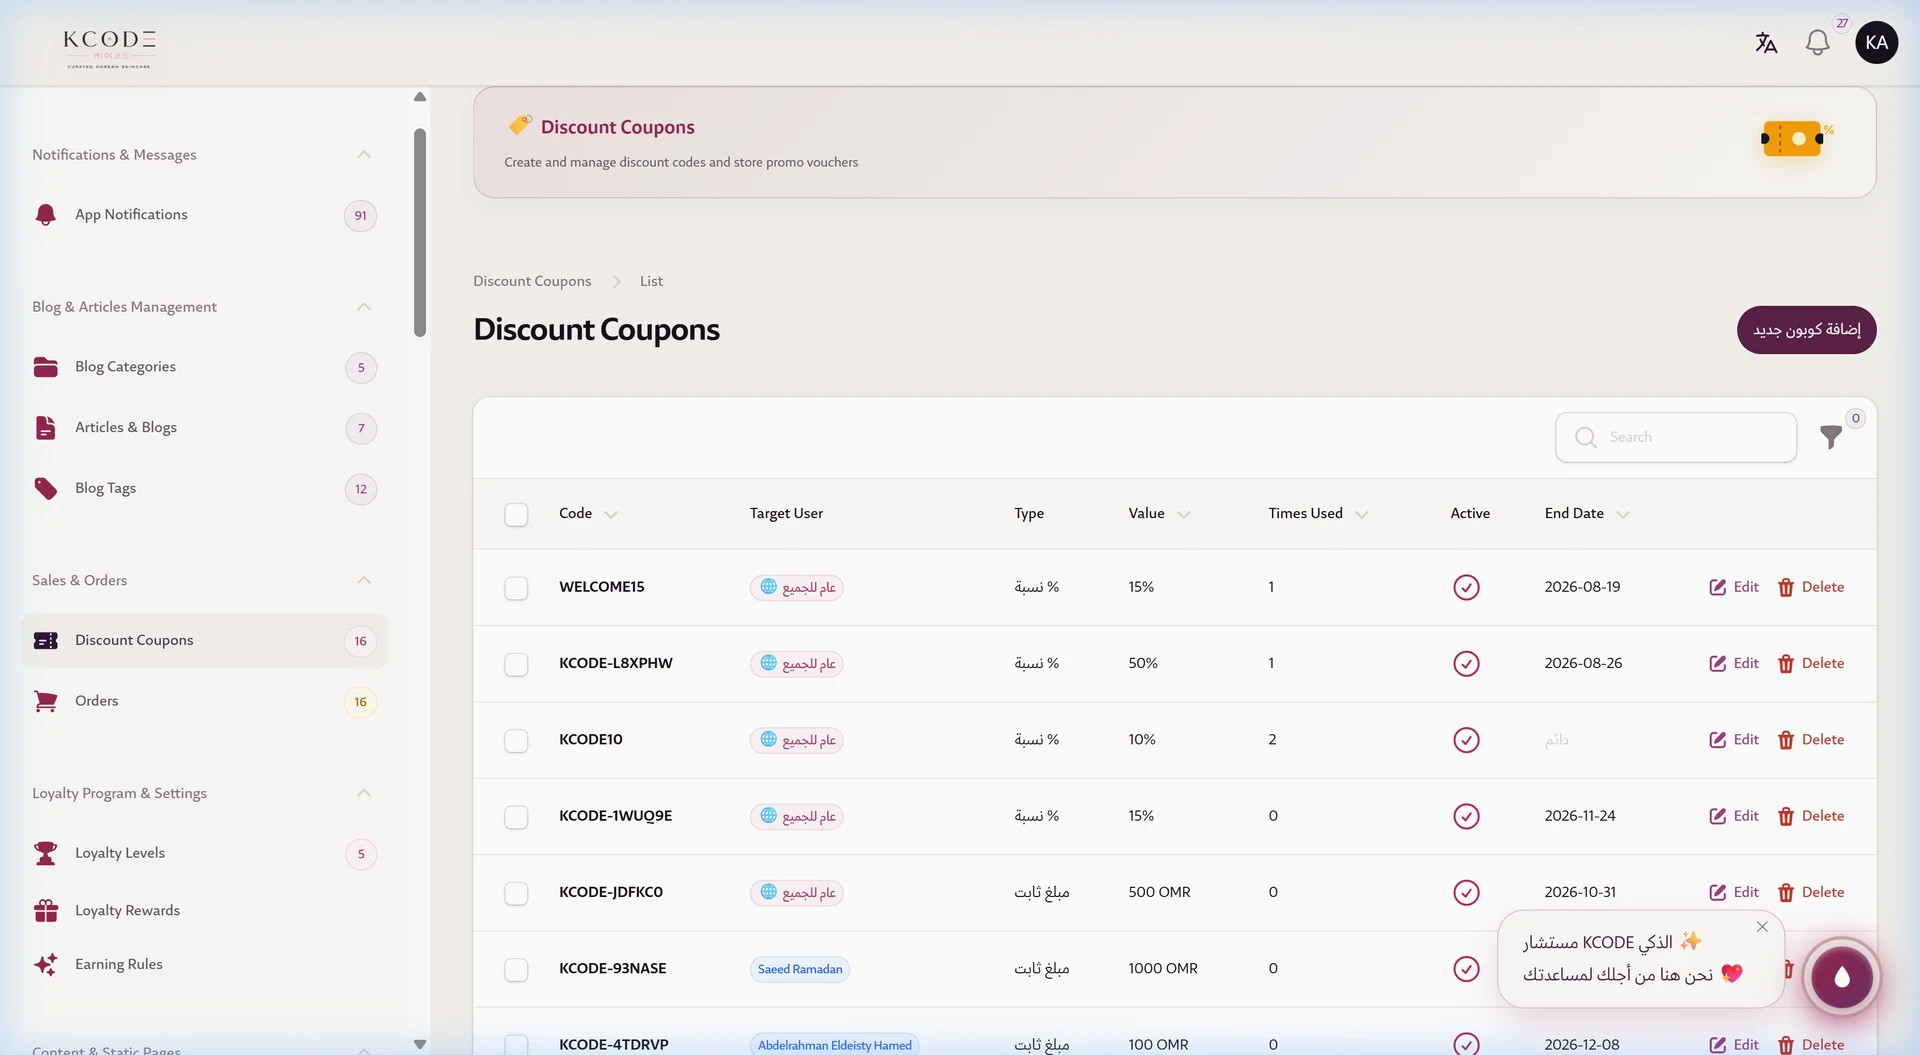 KCODE
케이코드
CURATED KOREAN SKINCARE
27
KA
Notifications & Messages
App Notifications 91
Blog & Articles Management
Blog Categories 5
Articles & Blogs 7
Blog Tags 12
Sales & Orders
Discount Coupons 16
Orders 16
Loyalty Program & Settings
Loyalty Levels 5
Loyalty Rewards
Earning Rules
Content & Static Pages
Discount Coupons
Create and manage discount codes and store promo vouchers
%
Discount Coupons List
Discount Coupons
إضافة كوبون جديد
Search
0
Code Target User Type Value Times Used Active End Date
WELCOME15 عام للجميع نسبة % 15% 1 2026-08-19 Edit Delete
KCODE-L8XPHW عام للجميع نسبة % 50% 1 2026-08-26 Edit Delete
KCODE10 عام للجميع نسبة % 10% 2 دائم Edit Delete
KCODE-1WUQ9E عام للجميع نسبة % 15% 0 2026-11-24 Edit Delete
KCODE-JDFKC0 عام للجميع مبلغ ثابت 500 OMR 0 2026-10-31 Edit Delete
KCODE-93NASE Saeed Ramadan مبلغ ثابت 1000 OMR 0
KCODE-4TDRVP Abdelrahman Eldeisty Hamed مبلغ ثابت 100 OMR 0 2026-12-08 Edit Delete
مستشار KCODE الذكي ✨
نحن هنا من أجلك لمساعدتك 💖